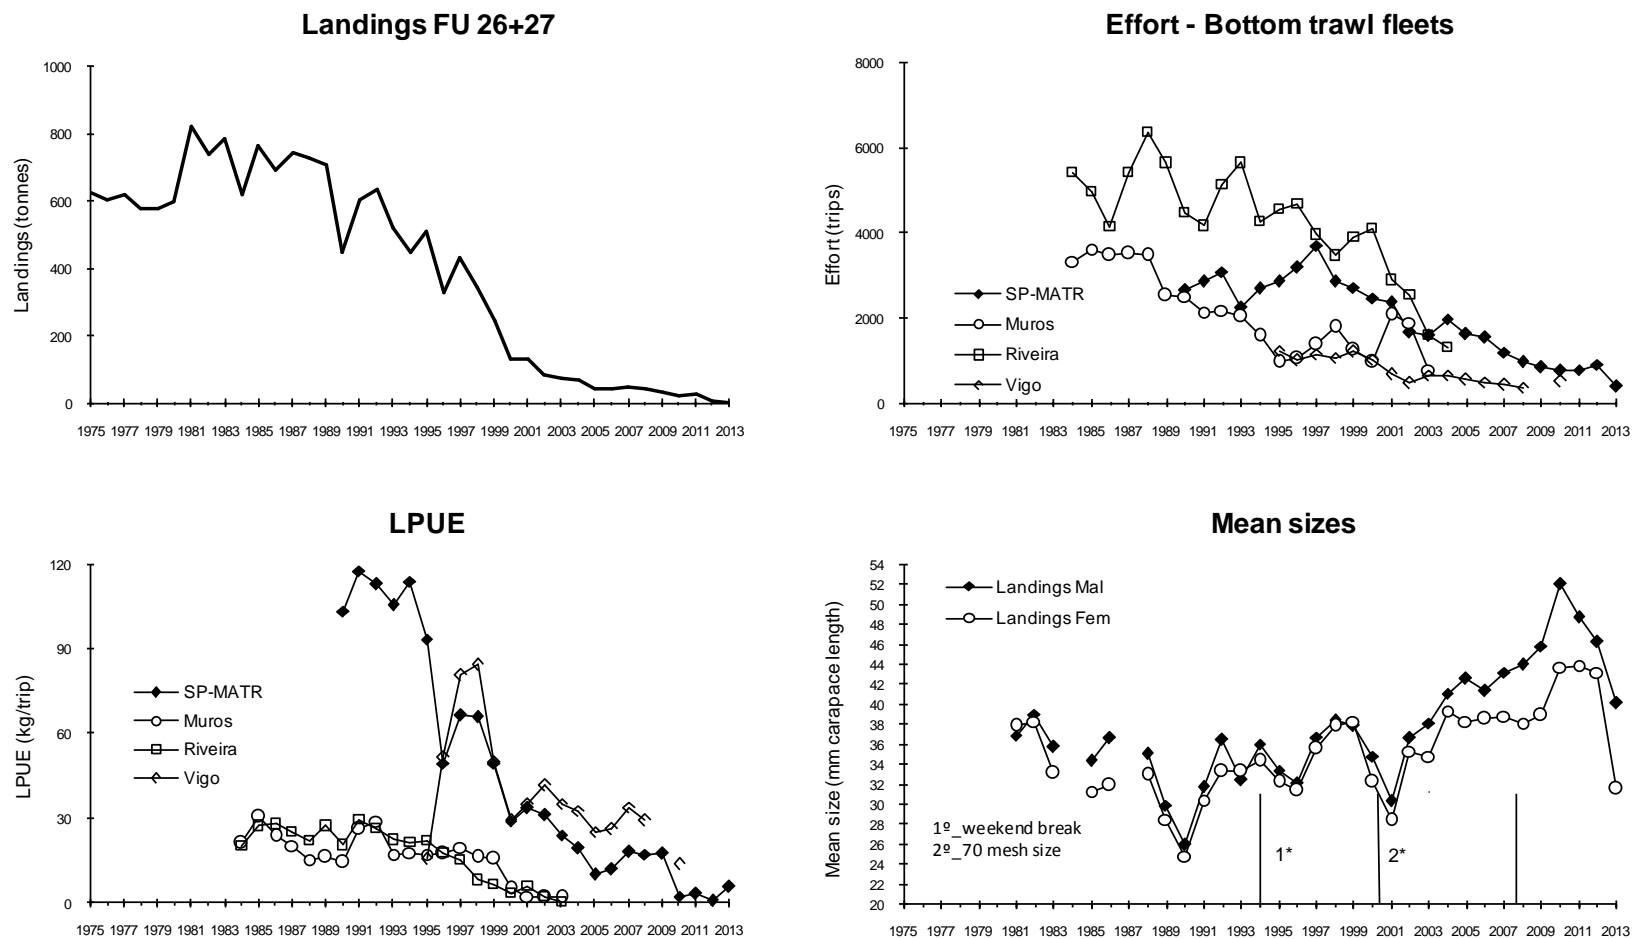 Landings FU 26+27
Landings (tonnes)
1000
800
600
400
200
0
1975 1977 1979 1981 1983 1985 1987 1989 1991 1993 1995 1997 1999 2001 2003 2005 2007 2009 2011 2013
Effort - Bottom trawl fleets
Effort (trips)
8000
6000
4000
2000
0
SP-MATR
Muros
Riveira
Vigo
1975 1977 1979 1981 1983 1985 1987 1989 1991 1993 1995 1997 1999 2001 2003 2005 2007 2009 2011 2013
LPUE
LPUE (kg/trip)
120
90
60
30
0
SP-MATR
Muros
Riveira
Vigo
1975 1977 1979 1981 1983 1985 1987 1989 1991 1993 1995 1997 1999 2001 2003 2005 2007 2009 2011 2013
Mean sizes
Mean size (mm carapace length)
54
52
50
48
46
44
42
40
38
36
34
32
30
28
26
24
22
20
Landings Mal
Landings Fem
1º_weekend break
2º_70 mesh size
1*
2*
1975 1977 1979 1981 1983 1985 1987 1989 1991 1993 1995 1997 1999 2001 2003 2005 2007 2009 2011 2013